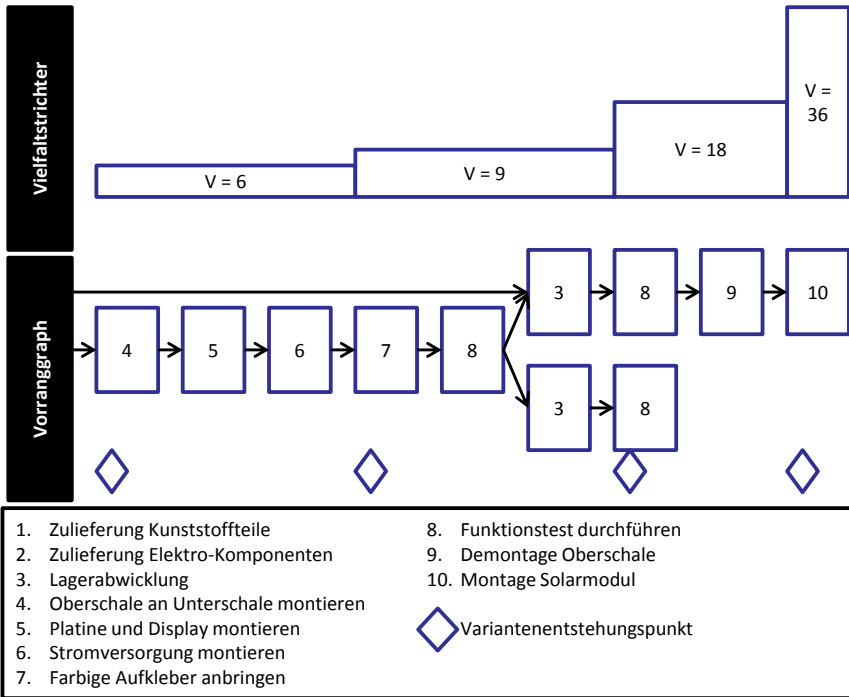 Vielfaltstrichter
V = 6
V = 9
V = 18
V =
36
Vorranggraph
3
8
9
10
4
5
6
7
8
3
8
1. Zulieferung Kunststoffteile
2. Zulieferung Elektro-Komponenten
3. Lagerabwicklung
4. Oberschale an Unterschale montieren
5. Platine und Display montieren
6. Stromversorgung montieren
7. Farbige Aufkleber anbringen
8. Funktionstest durchführen
9. Demontage Oberschale
10. Montage Solarmodul
Variantenentstehungspunkt